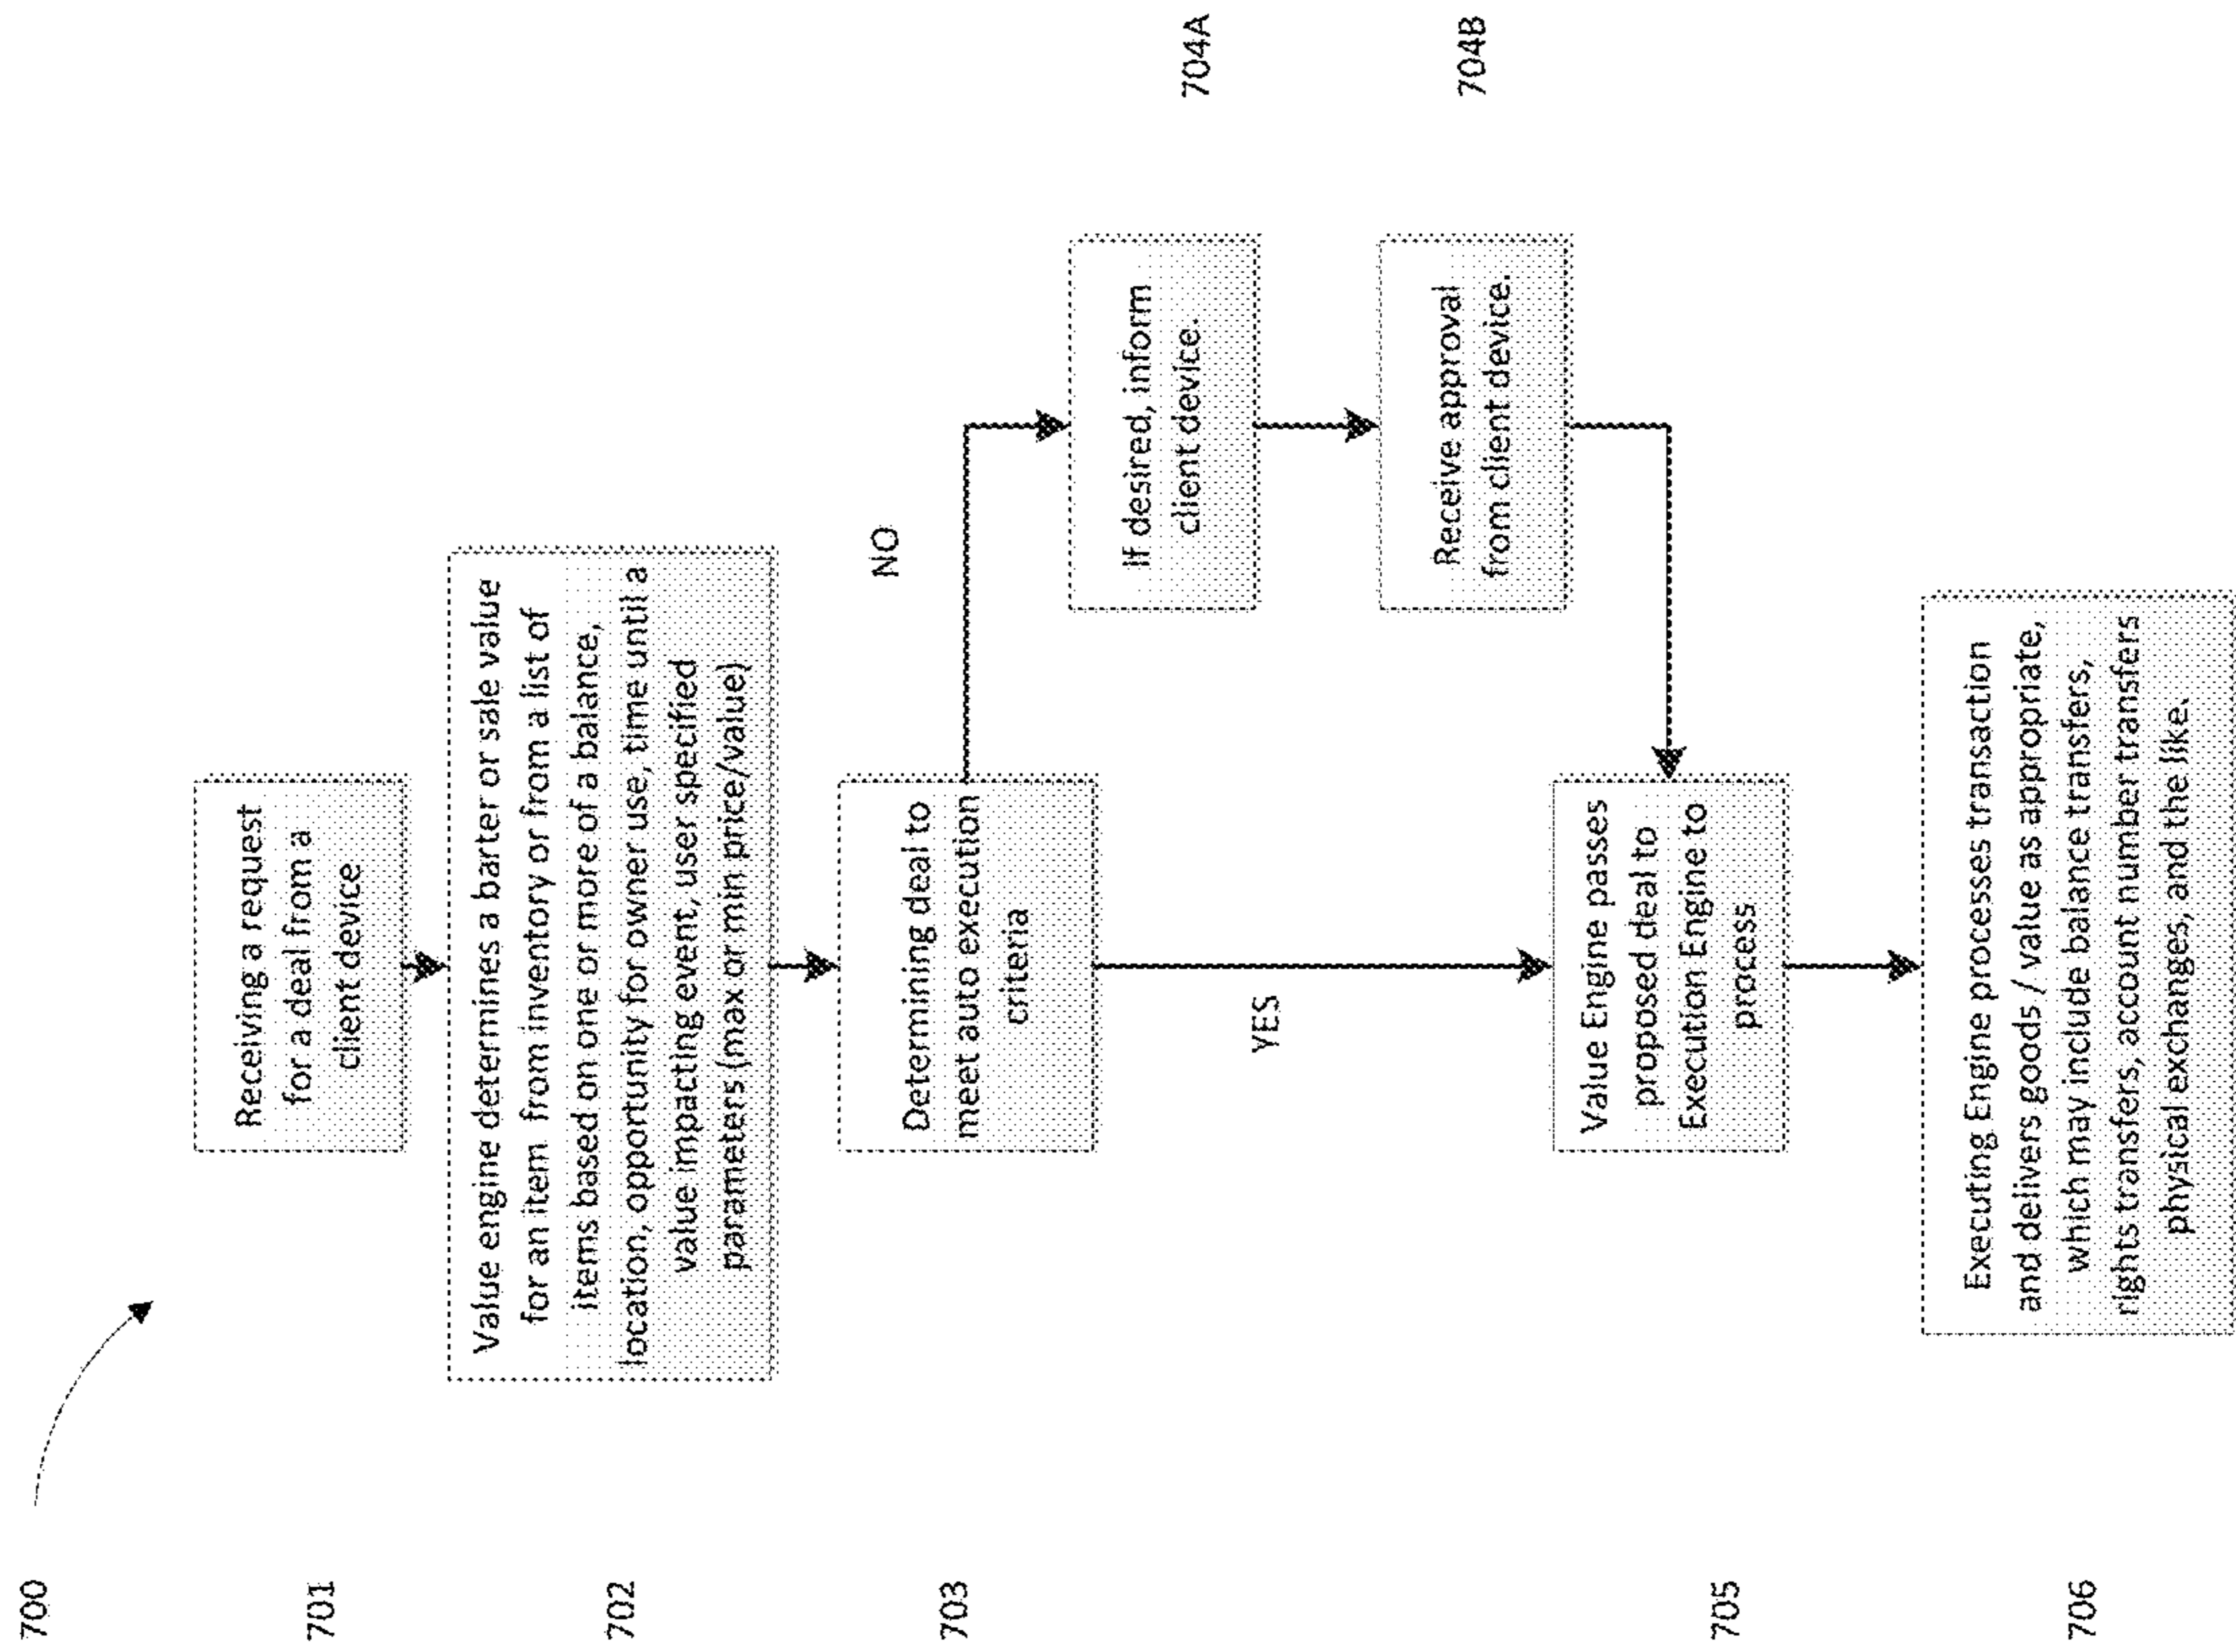 700
701
Receiving a request
for a deal from a
client device
702
Value engine determines a barter or sale value
for an item from inventory or from a list of
items based on one or more of a balance,
location, opportunity for owner use, time until a
value impacting event, user specified
parameters (max or min price/value)
703
Determining deal to
meet auto execution
criteria
NO
YES
704A
If desired, inform
client device.
704B
Receive approval
from client device.
705
Value Engine passes
proposed deal to
Execution Engine to
process
706
Executing Engine processes transaction
and delivers goods / value as appropriate,
which may include balance transfers,
rights transfers, account number transfers
physical exchanges, and the like.